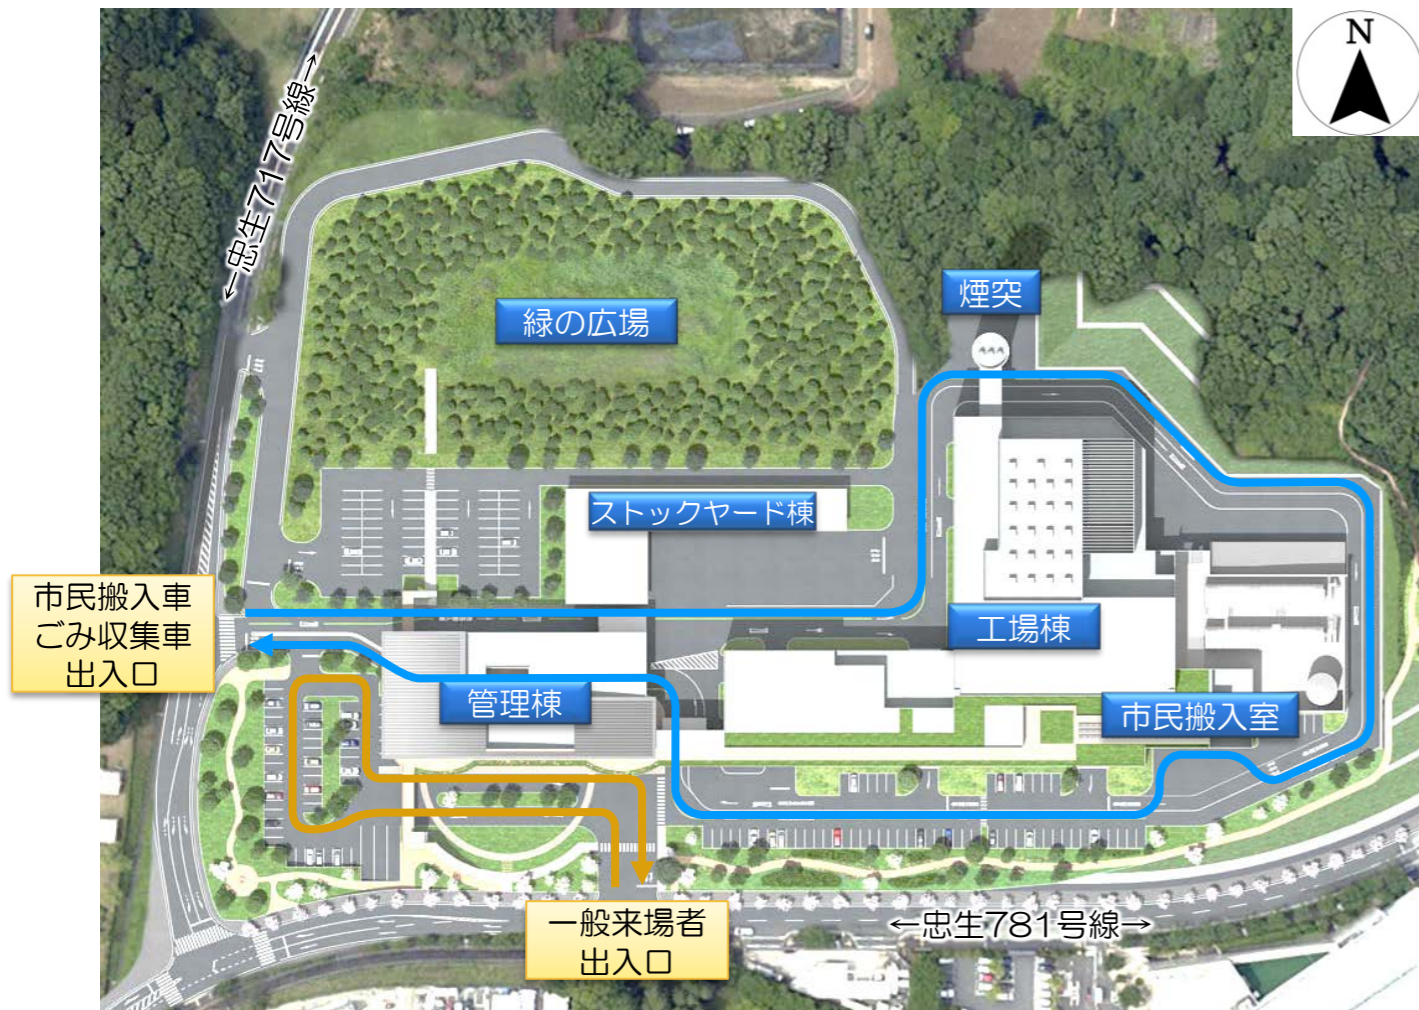 N
←忠生717号線→
煙突
緑の広場
ストックヤード棟
市民搬入車
ごみ収集車
出入口
工場棟
管理棟
市民搬入室
一般来場者
出入口
←忠生781号線→